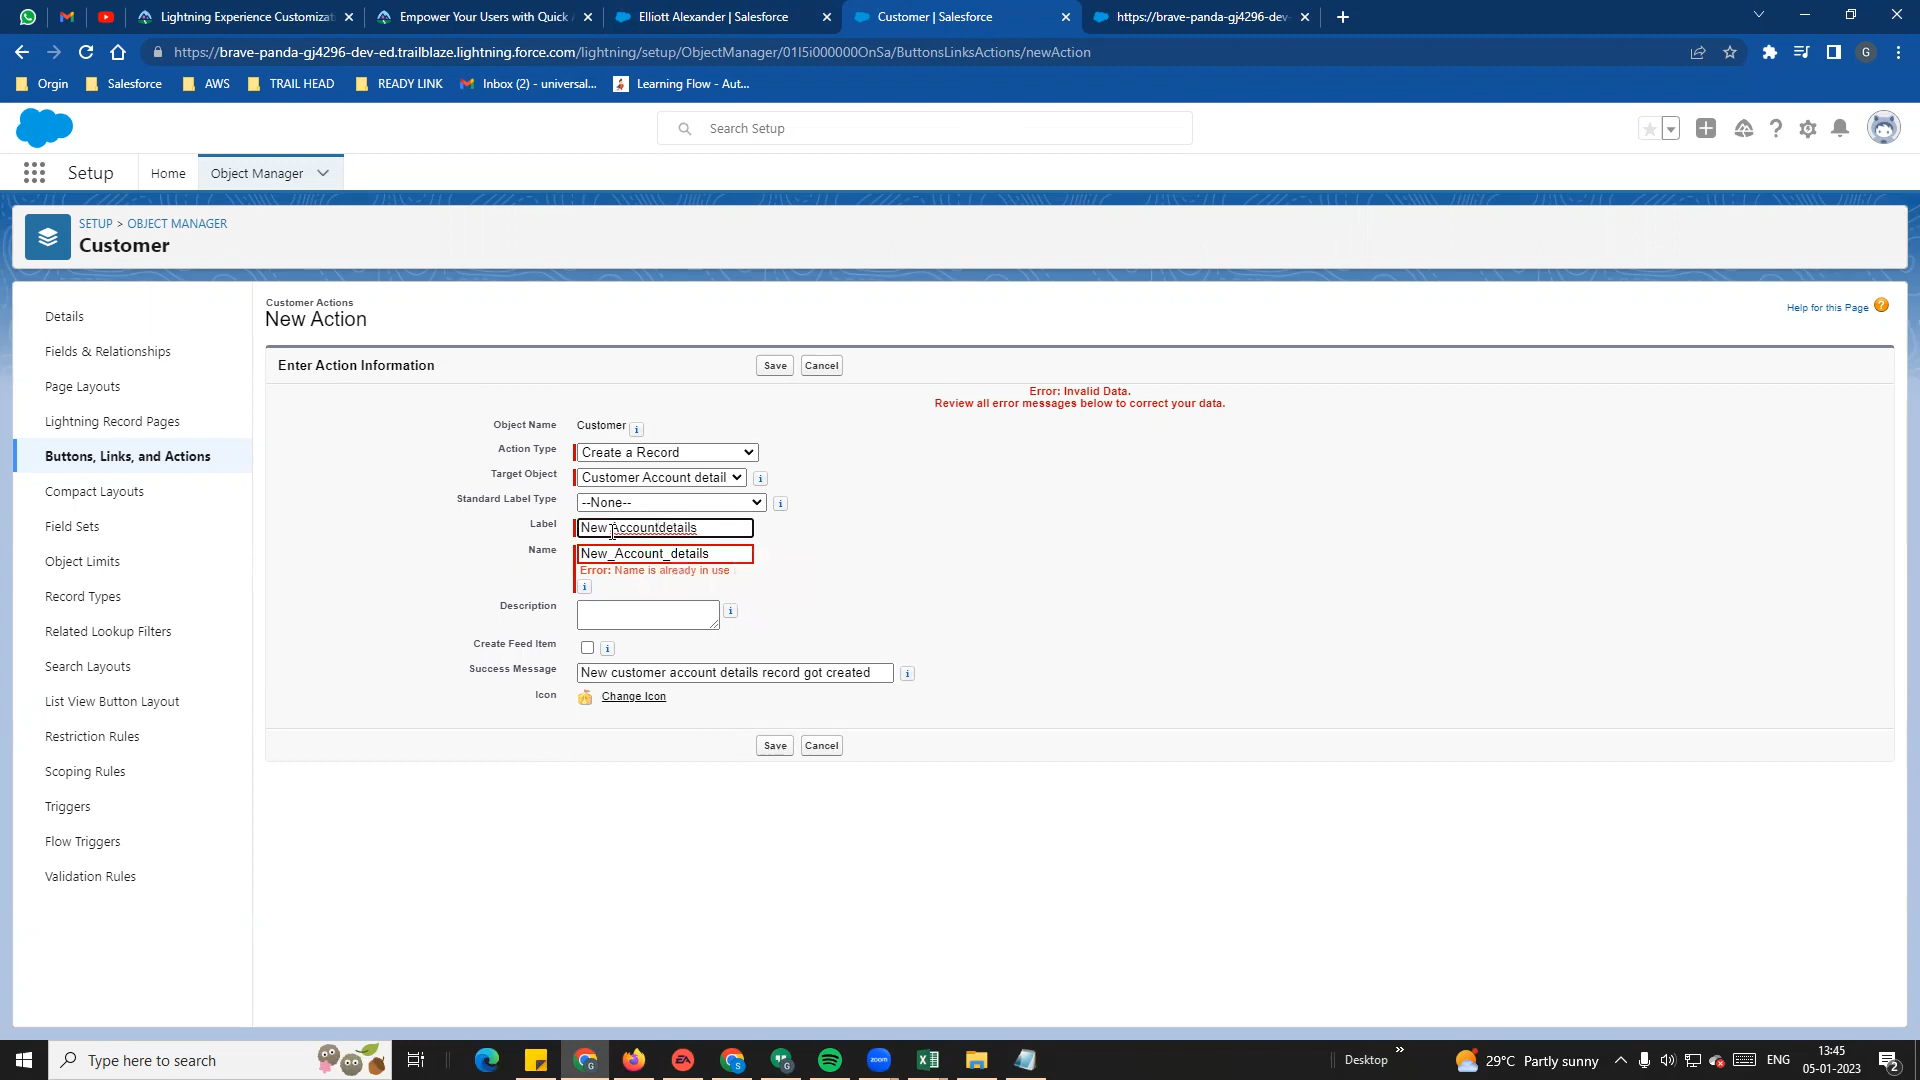 Lightning Experience Customizat
Empower Your Users with Quick A
Elliott Alexander | Salesforce
Customer | Salesforce
https://brave-panda-gj4296-dev-
https://brave-panda-gj4296-dev-ed.trailblaze.lightning.force.com/lightning/setup/ObjectManager/01I5i000000OnSa/ButtonsLinksActions/newAction
G
Orgin
Salesforce
AWS
TRAIL HEAD
READY LINK
Inbox (2) - universal...
Learning Flow - Aut...
Search Setup
Setup
Home
Object Manager
SETUP > OBJECT MANAGER
Customer
Details
Fields & Relationships
Page Layouts
Lightning Record Pages
Buttons, Links, and Actions
Compact Layouts
Field Sets
Object Limits
Record Types
Related Lookup Filters
Search Layouts
List View Button Layout
Restriction Rules
Scoping Rules
Triggers
Flow Triggers
Validation Rules
Customer Actions
New Action
Help for this Page
Enter Action Information
Save
Cancel
Error: Invalid Data.
Review all error messages below to correct your data.
Object Name
Customer
Action Type
Create a Record
Target Object
Customer Account detail
Standard Label Type
--None--
Label
New Accountdetails
Name
New_Account_details
Error: Name is already in use
Description
Create Feed Item
Success Message
New customer account details record got created
Icon
Change Icon
Save
Cancel
Type here to search
Desktop
29°C Partly sunny
ENG
13:45
05-01-2023
2